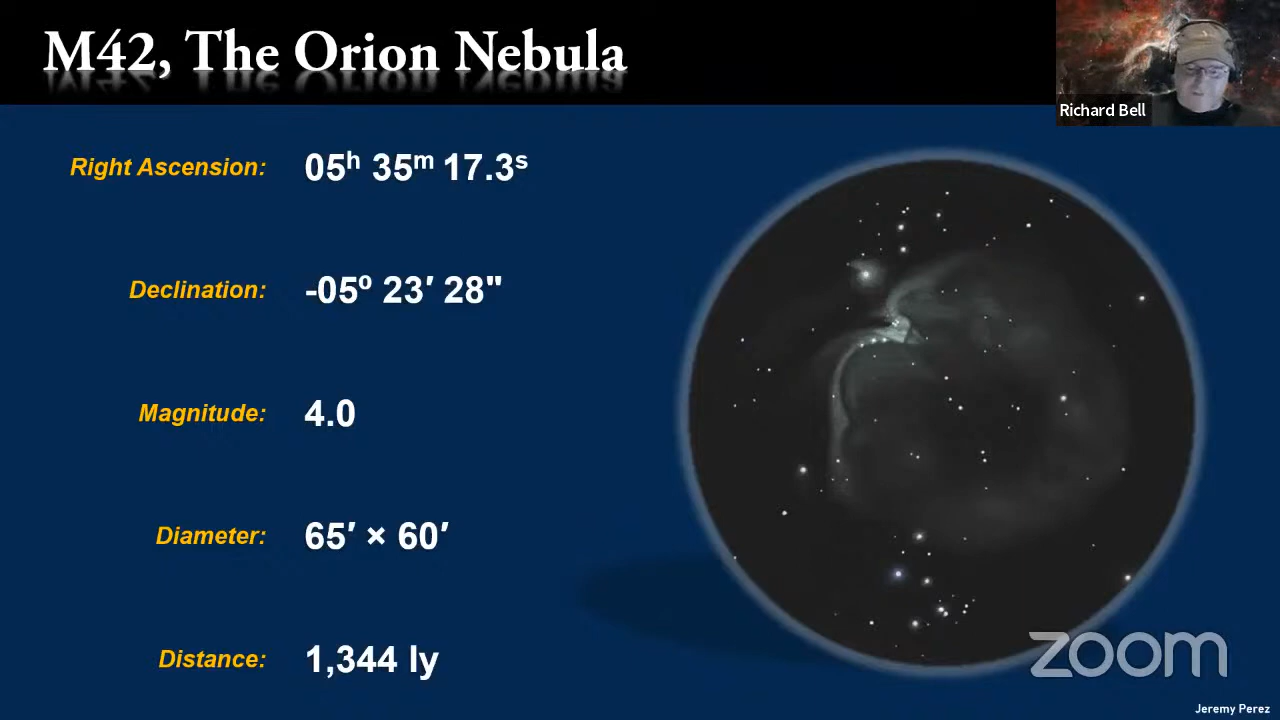 M42, The Orion Nebula
Richard Bell
Right Ascension: 05ʰ 35ᵐ 17.3ˢ
Declination: -05º 23′ 28"
Magnitude: 4.0
Diameter: 65′ × 60′
Distance: 1,344 ly
zoom
Jeremy Perez